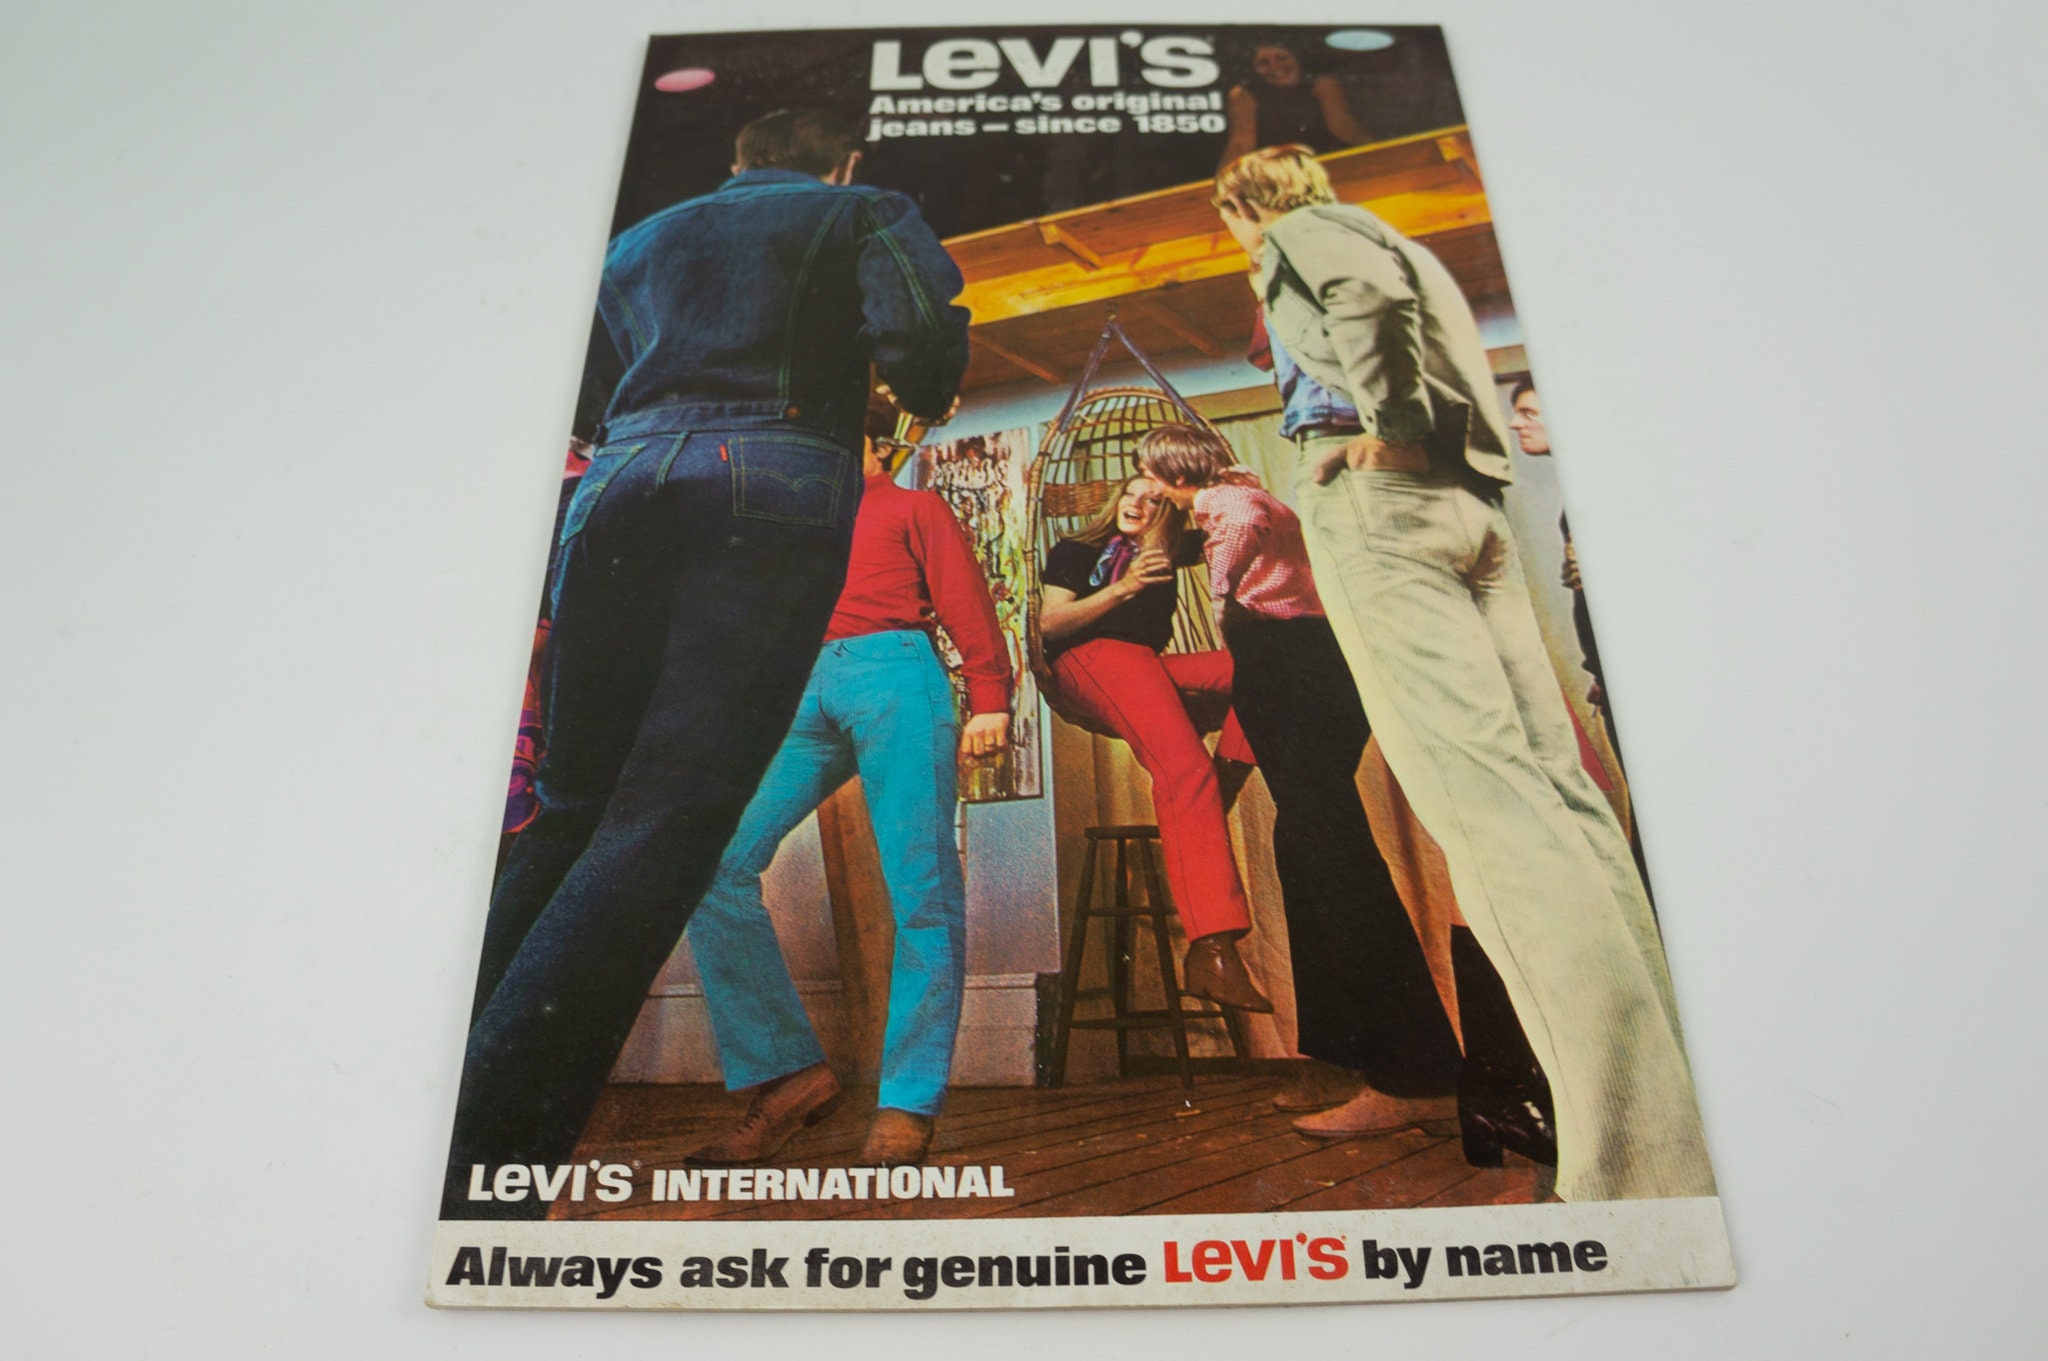 LEVI'S
America's original
jeans – since 1850
LEVI'S® INTERNATIONAL
Always ask for genuine LEVI'S® by name